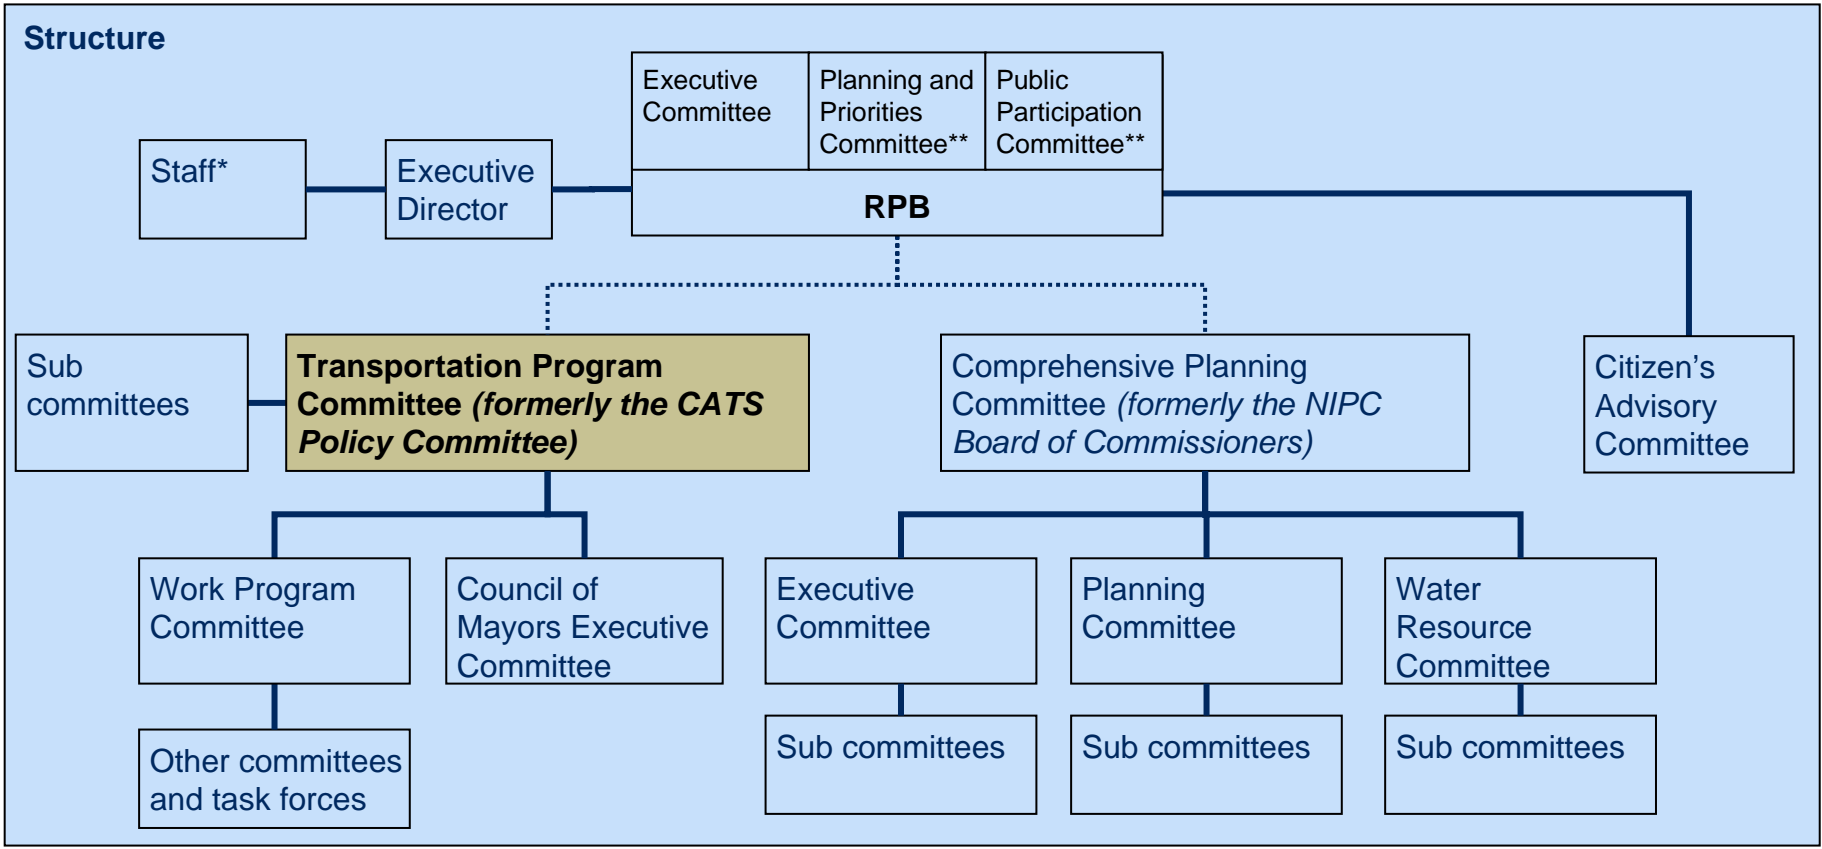 Structure
Executive
Committee
Planning and
Priorities
Committee**
Public
Participation
Committee**
Staff*
Executive
Director
RPB
Sub
committees
Transportation Program
Committee (formerly the CATS
Policy Committee)
Comprehensive Planning
Committee (formerly the NIPC
Board of Commissioners)
Citizen’s
Advisory
Committee
Work Program
Committee
Council of
Mayors Executive
Committee
Executive
Committee
Planning
Committee
Water
Resource
Committee
Other committees
and task forces
Sub committees
Sub committees
Sub committees